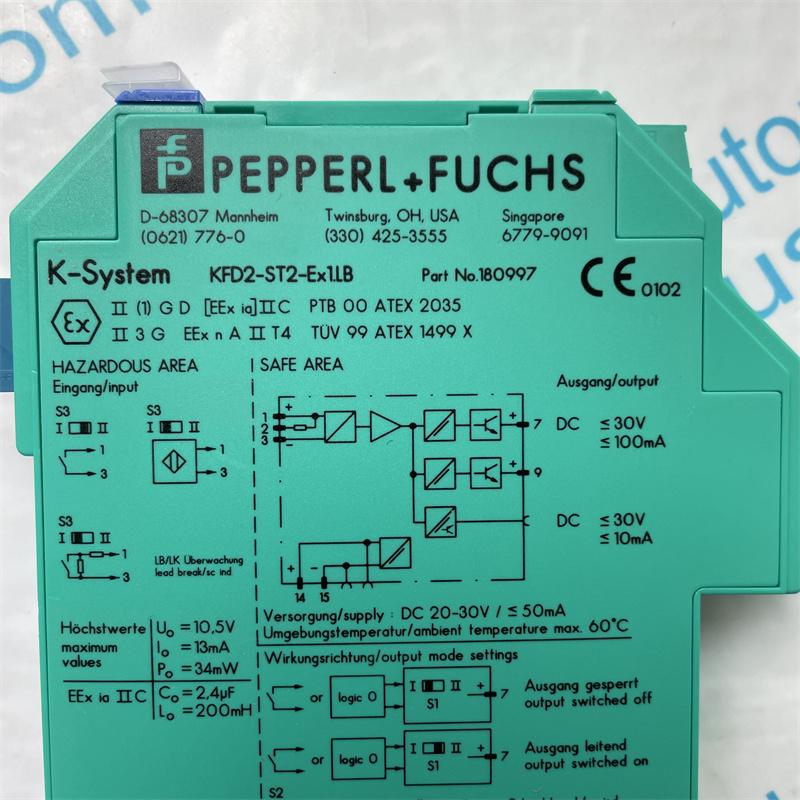 PEPPERL+FUCHS
D-68307 Mannheim Twinsburg, OH, USA Singapore
(0621) 776-0 (330) 425-3555 6779-9091
K-System KFD2-ST2-Ex1.LB Part No.180997 CE 0102
Ex II (1) G D [EEx ia] II C PTB 00 ATEX 2035
II 3 G EEx n A II T4 TÜV 99 ATEX 1499 X
HAZARDOUS AREA SAFE AREA
Eingang/input Ausgang/output
S3 S3
I II I II
1 1
3 3
S3
I II
1
3
LB/LK Überwachung
lead break/sc ind.
1 + + 7 DC ≤30V
2 ≤100mA
3 -
+ 9
DC ≤30V
≤10mA
+ -
14 15
Versorgung/supply : DC 20-30V / ≤ 50mA
Umgebungstemperatur/ambient temperature max. 60°C
Höchstwerte
maximum
values
Uo = 10,5V
Io = 13mA
Po = 34mW
EEx ia II C Co = 2,4µF
Lo = 200mH
Wirkungsrichtung/output mode settings
or logic 0 I II + 7 Ausgang gesperrt
S1 output switched off
or logic 0 I II + 7 Ausgang leitend
S1 output switched on
S2